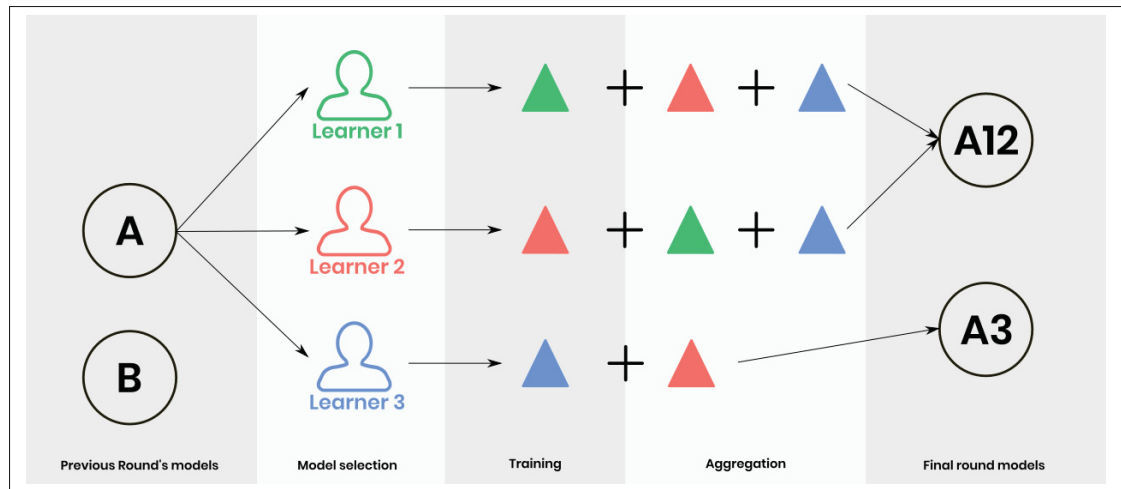 Learner 1
A12
A
Learner 2
A3
B
Learner 3
Previous Round's models
Model selection
Training
Aggregation
Final round models